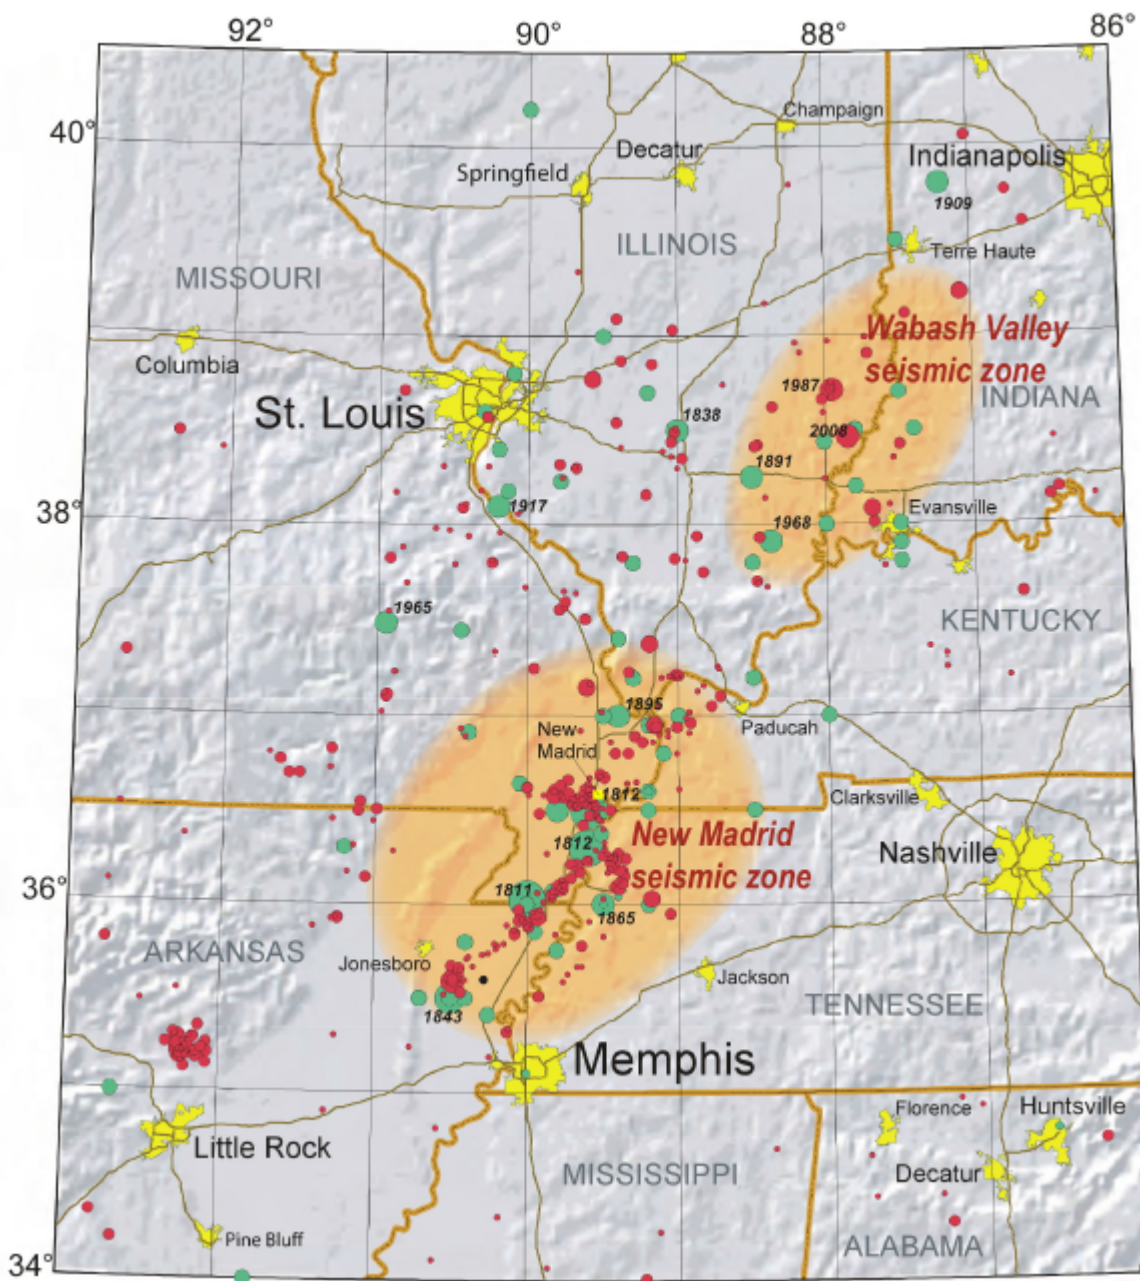 92°
90°
88°
86°
40°
Champaign
Decatur
Indianapolis
Springfield
1909
ILLINOIS
Terre Haute
MISSOURI
Wabash Valley
seismic zone
Columbia
1987
INDIANA
St. Louis
1838
2008
1891
38°
1917
Evansville
1968
1965
KENTUCKY
1895
New
Madrid
Paducah
1812
Clarksville
New Madrid
seismic zone
1812
Nashville
36°
1811
1865
ARKANSAS
Jonesboro
Jackson
TENNESSEE
1843
Memphis
Florence
Huntsville
Little Rock
MISSISSIPPI
Decatur
Pine Bluff
ALABAMA
34°